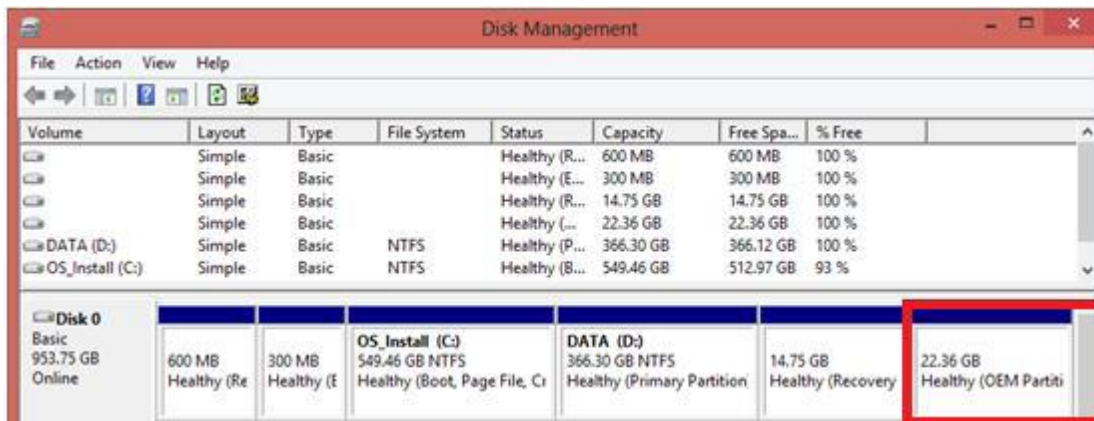 Disk Management
File Action View Help
Volume Layout Type File System Status Capacity Free Spa... % Free
Simple Basic Healthy (R... 600 MB 600 MB 100 %
Simple Basic Healthy (E... 300 MB 300 MB 100 %
Simple Basic Healthy (R... 14.75 GB 14.75 GB 100 %
Simple Basic Healthy (... 22.36 GB 22.36 GB 100 %
DATA (D:) Simple Basic NTFS Healthy (P... 366.30 GB 366.12 GB 100 %
OS_Install (C:) Simple Basic NTFS Healthy (B... 549.46 GB 512.97 GB 93 %
Disk 0
Basic
953.75 GB
Online
600 MB
Healthy (Re
300 MB
Healthy (E
OS_Install (C:)
549.46 GB NTFS
Healthy (Boot, Page File, Cr
DATA (D:)
366.30 GB NTFS
Healthy (Primary Partition
14.75 GB
Healthy (Recovery
22.36 GB
Healthy (OEM Partiti